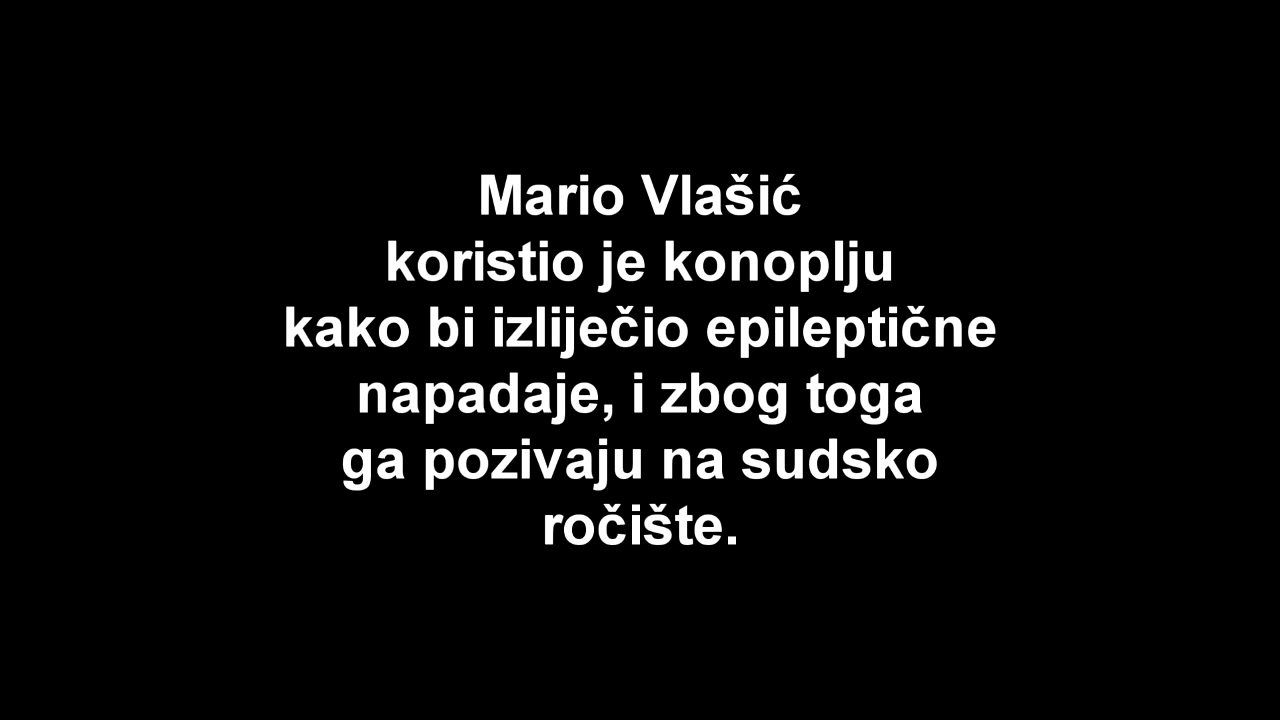 Mario Vlašić
koristio je konoplju
kako bi izliječio epileptične
napadaje, i zbog toga
ga pozivaju na sudsko
ročište.